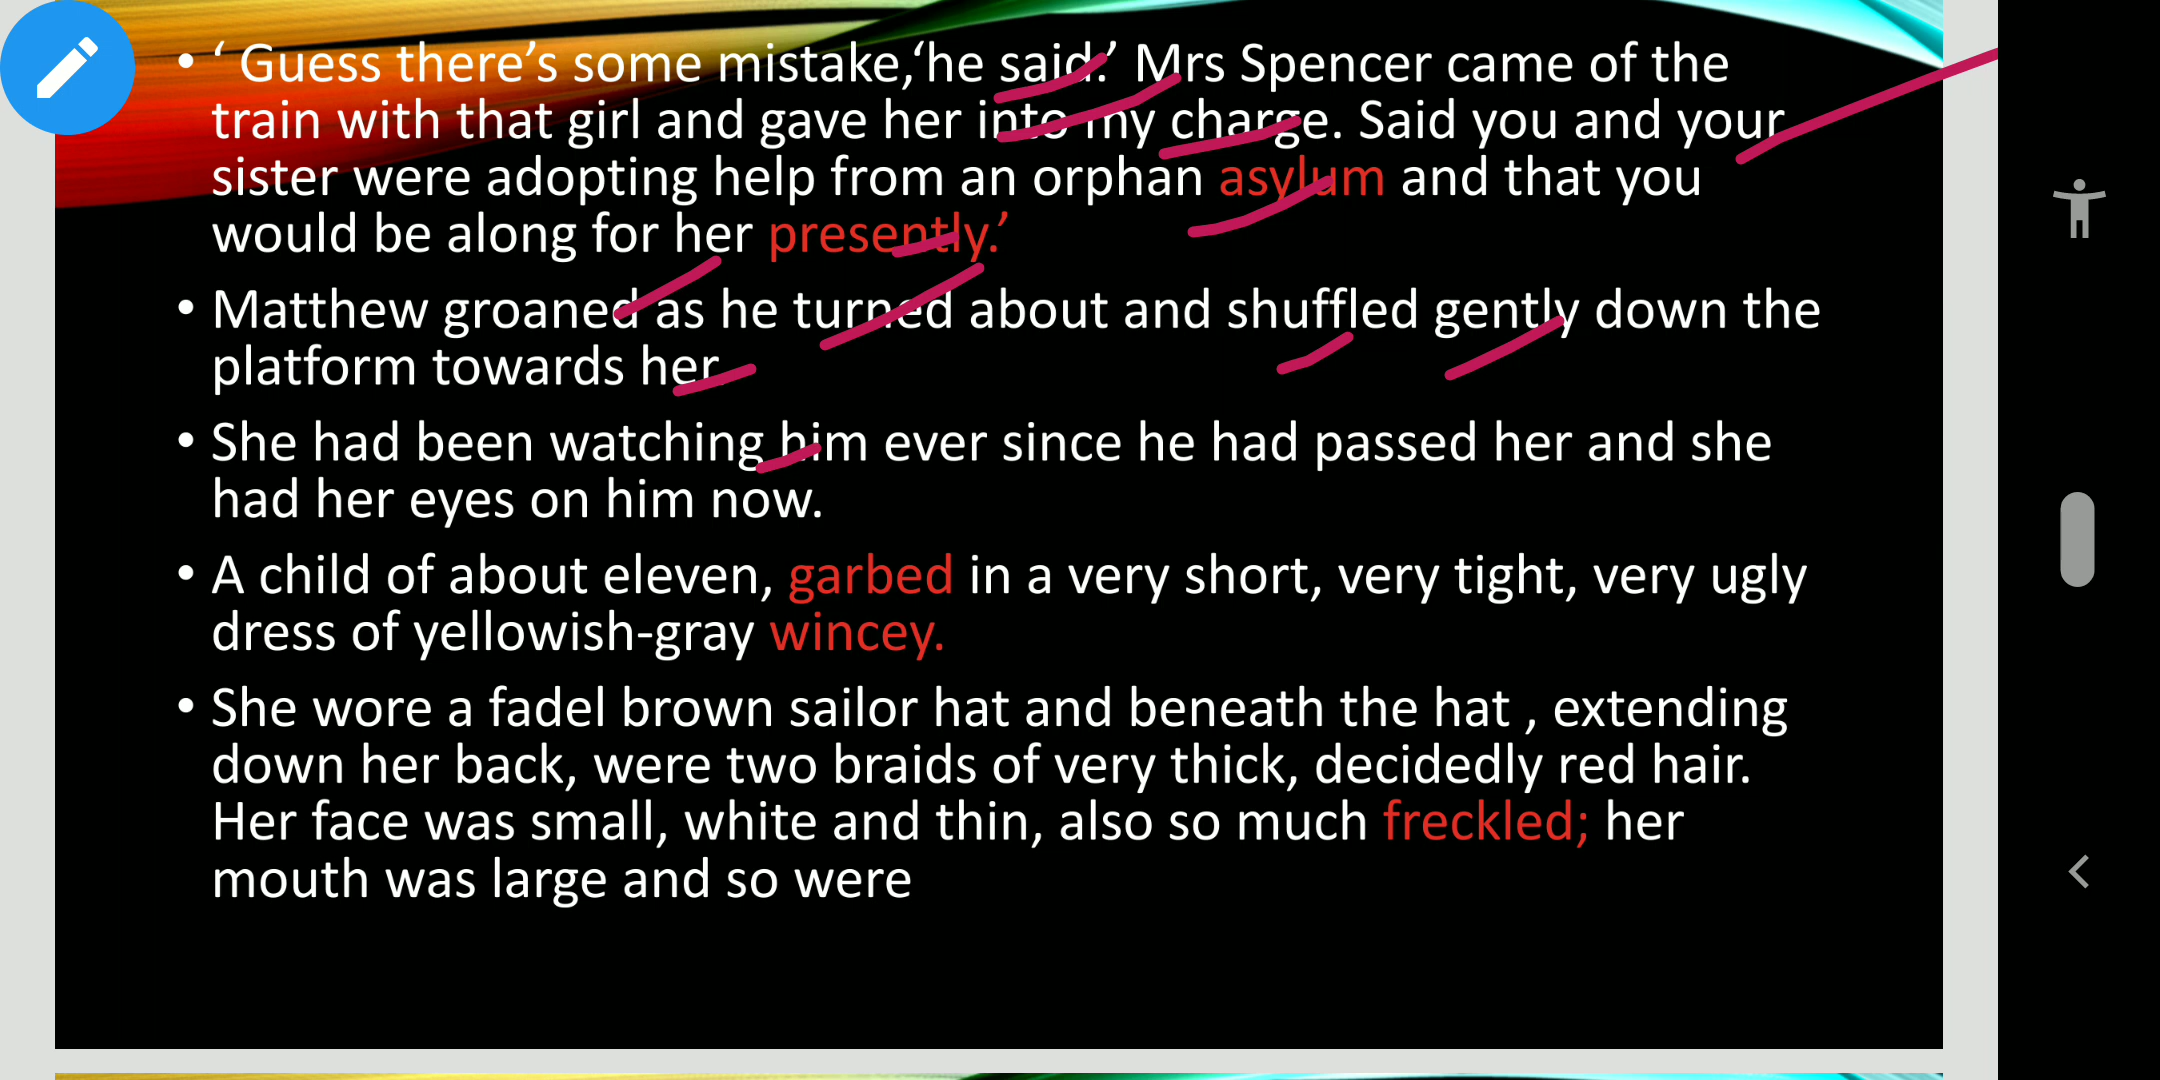 • ‘ Guess there’s some mistake,‘he said.’ Mrs Spencer came of the
train with that girl and gave her into my charge. Said you and your
sister were adopting help from an orphan asylum and that you
would be along for her presently.’
• Matthew groaned as he turned about and shuffled gently down the
platform towards her.
• She had been watching him ever since he had passed her and she
had her eyes on him now.
• A child of about eleven, garbed in a very short, very tight, very ugly
dress of yellowish-gray wincey.
• She wore a fadel brown sailor hat and beneath the hat , extending
down her back, were two braids of very thick, decidedly red hair.
Her face was small, white and thin, also so much freckled; her
mouth was large and so were